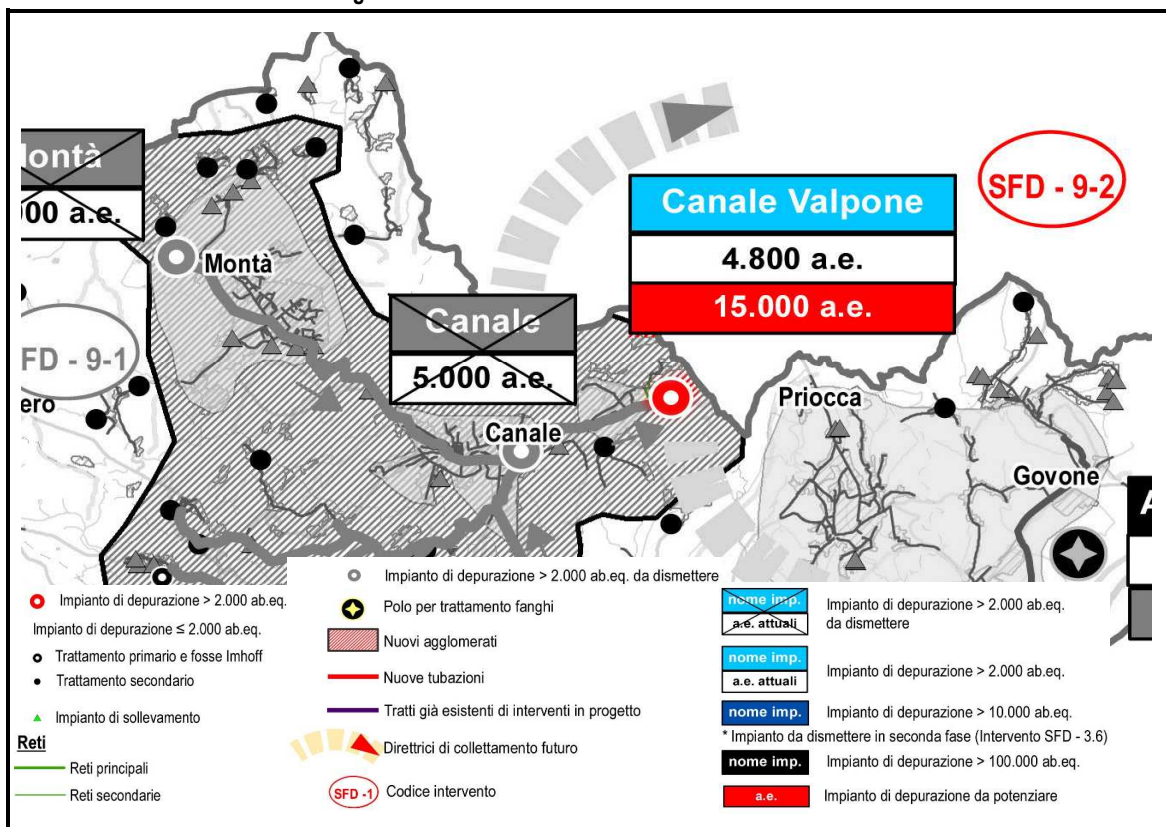 Montà
000 a.e.
Montà
SFD - 9-2
Canale Valpone
4.800 a.e.
15.000 a.e.
Canale
5.000 a.e.
FD - 9-1
ero
Priocca
Canale
Govone
A
Impianto di depurazione > 2.000 ab.eq.
Impianto di depurazione ≤ 2.000 ab.eq.
Trattamento primario e fosse Imhoff
Trattamento secondario
Impianto di sollevamento
Reti
Reti principali
Reti secondarie
Impianto di depurazione > 2.000 ab.eq. da dismettere
Polo per trattamento fanghi
Nuovi agglomerati
Nuove tubazioni
Tratti già esistenti di interventi in progetto
Direttrici di collettamento futuro
SFD -1 Codice intervento
nome imp.
a.e. attuali
Impianto di depurazione > 2.000 ab.eq.
da dismettere
nome imp.
a.e. attuali
Impianto di depurazione > 2.000 ab.eq.
nome imp. Impianto di depurazione > 10.000 ab.eq.
* Impianto da dismettere in seconda fase (Intervento SFD - 3.6)
nome imp. Impianto di depurazione > 100.000 ab.eq.
a.e. Impianto di depurazione da potenziare